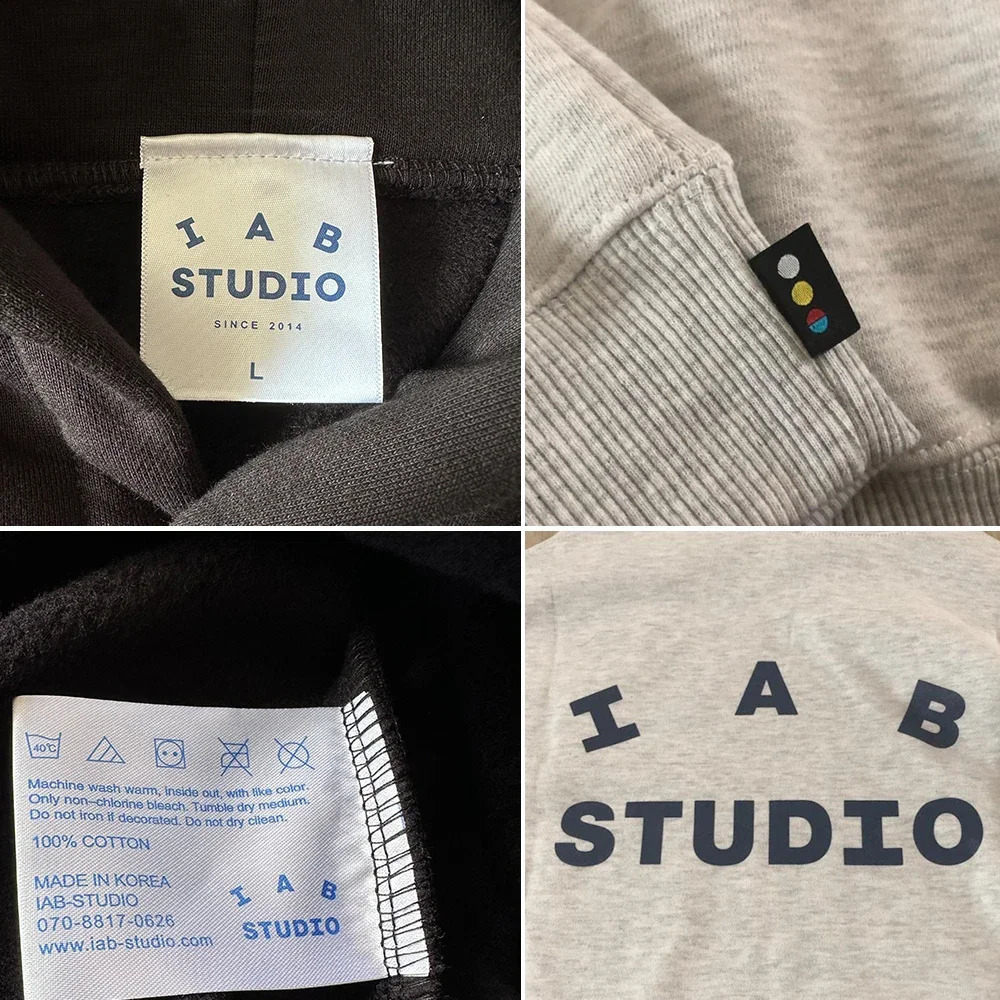 I A B
STUDIO
SINCE 2014
L
40℃
Machine wash warm, inside out, with like color.
Only non-chlorine bleach. Tumble dry medium.
Do not iron if decorated. Do not dry clean.
100% COTTON
MADE IN KOREA
IAB-STUDIO
070-8817-0626
www.iab-studio.com
I A B
STUDIO
I A B
STUDIO